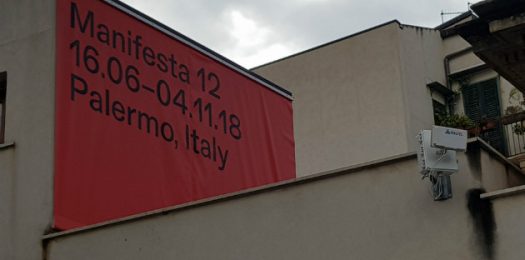 Manifesta 12
16.06–04.11.18
Palermo, Italy